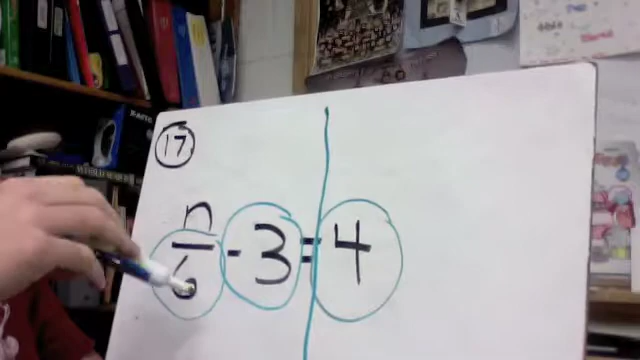 17
n
— - 3 = 4
6